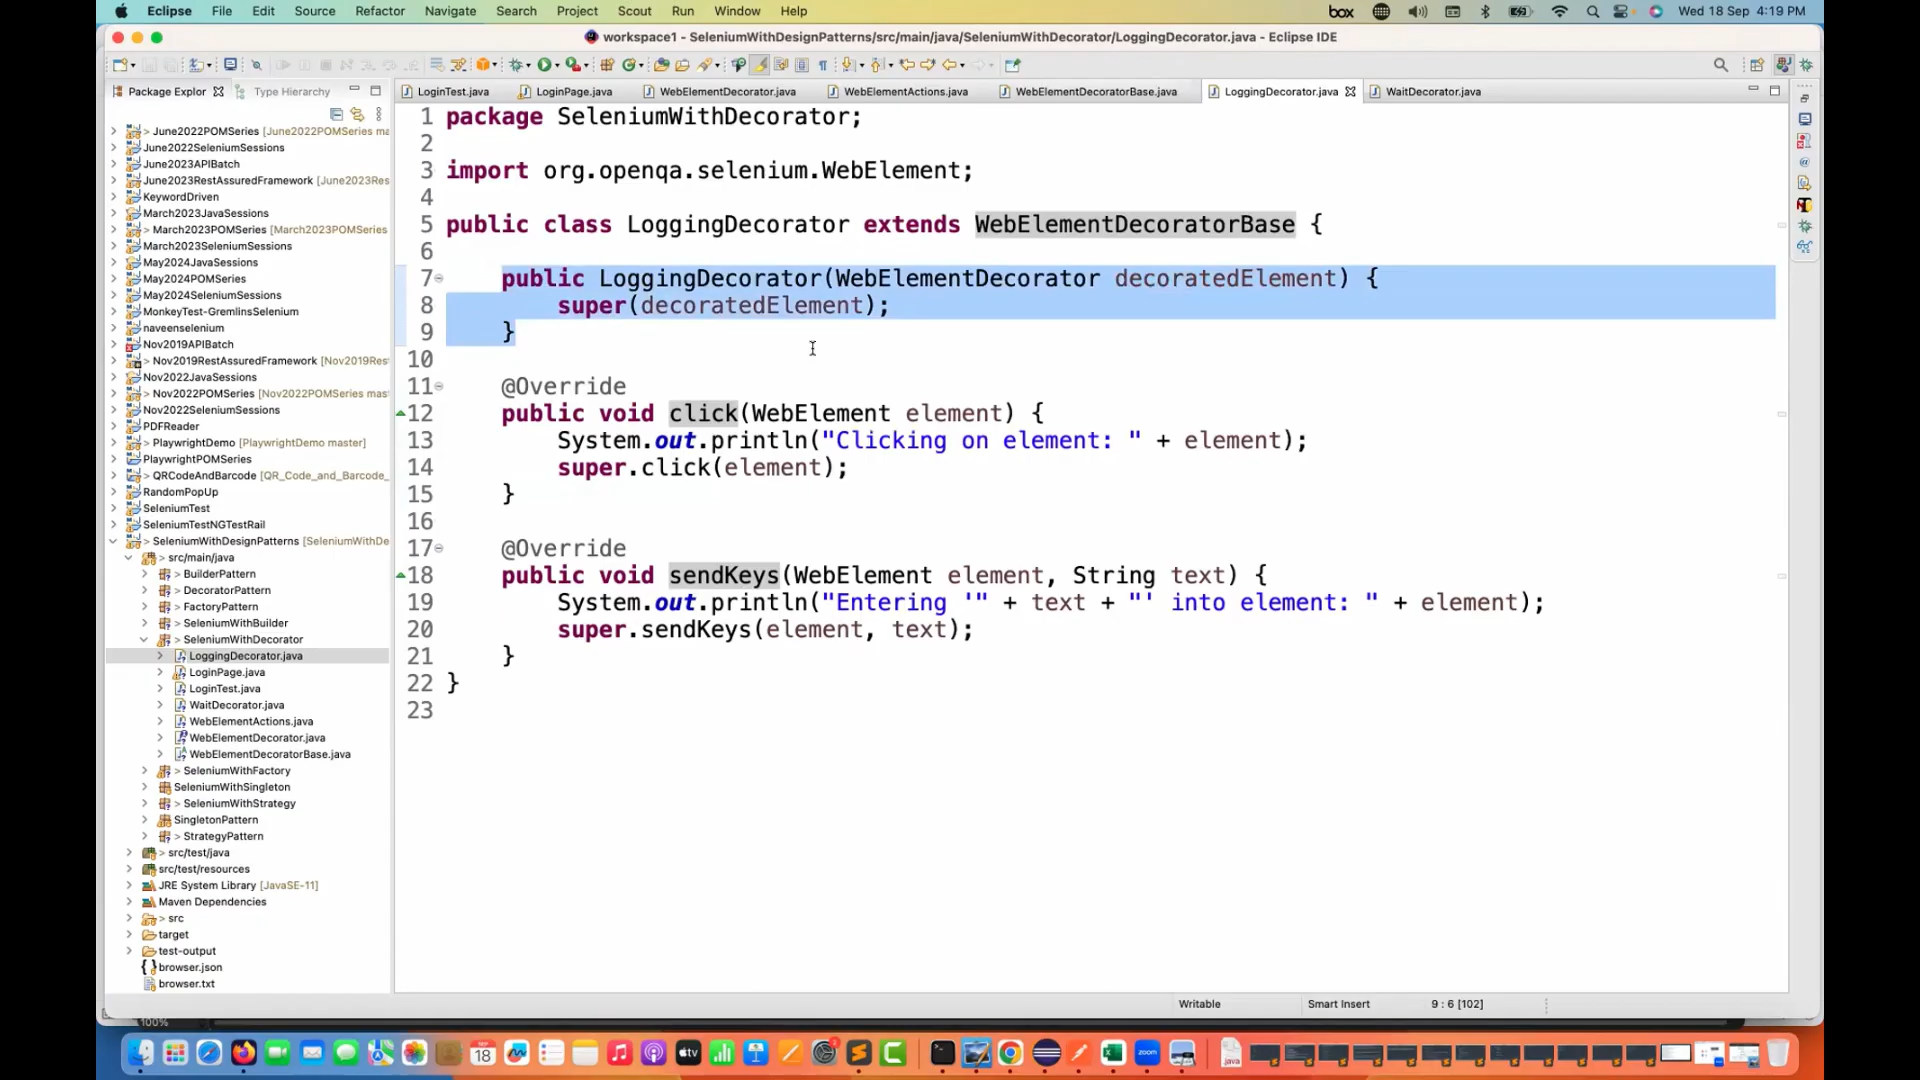 Eclipse File Edit Source Refactor Navigate Search Project Scout Run Window Help box Wed 18 Sep 4:19 PM
workspace1 - SeleniumWithDesignPatterns/src/main/java/SeleniumWithDecorator/LoggingDecorator.java - Eclipse IDE
Package Explor Type Hierarchy
LoginTest.java LoginPage.java WebElementDecorator.java WebElementActions.java WebElementDecoratorBase.java LoggingDecorator.java WaitDecorator.java
> June2022POMSeries [June2022POMSeries ma
June2022SeleniumSessions
June2023APIBatch
June2023RestAssuredFramework [June2023Res
KeywordDriven
March2023JavaSessions
> March2023POMSeries [March2023POMSeries
March2023SeleniumSessions
May2024JavaSessions
May2024POMSeries
May2024SeleniumSessions
MonkeyTest-GremlinsSelenium
naveenselenium
Nov2019APIBatch
> Nov2019RestAssuredFramework [Nov2019Res
Nov2022JavaSessions
> Nov2022POMSeries [Nov2022POMSeries mas
Nov2022SeleniumSessions
PDFReader
> PlaywrightDemo [PlaywrightDemo master]
PlaywrightPOMSeries
> QRCodeAndBarcode [QR_Code_and_Barcode_
RandomPopUp
SeleniumTest
SeleniumTestNGTestRail
> SeleniumWithDesignPatterns [SeleniumWithDe
> src/main/java
> BuilderPattern
> DecoratorPattern
> FactoryPattern
> SeleniumWithBuilder
> SeleniumWithDecorator
LoggingDecorator.java
LoginPage.java
LoginTest.java
WaitDecorator.java
WebElementActions.java
WebElementDecorator.java
WebElementDecoratorBase.java
> SeleniumWithFactory
SeleniumWithSingleton
> SeleniumWithStrategy
SingletonPattern
> StrategyPattern
> src/test/java
src/test/resources
JRE System Library [JavaSE-11]
Maven Dependencies
> src
target
test-output
browser.json
browser.txt
1 package SeleniumWithDecorator;
2
3 import org.openqa.selenium.WebElement;
4
5 public class LoggingDecorator extends WebElementDecoratorBase {
6
7 public LoggingDecorator(WebElementDecorator decoratedElement) {
8 super(decoratedElement);
9 }
10
11 @Override
12 public void click(WebElement element) {
13 System.out.println("Clicking on element: " + element);
14 super.click(element);
15 }
16
17 @Override
18 public void sendKeys(WebElement element, String text) {
19 System.out.println("Entering '" + text + "' into element: " + element);
20 super.sendKeys(element, text);
21 }
22 }
23
Writable Smart Insert 9 : 6 [102]
100%
SEP
18
tv
zoom
java